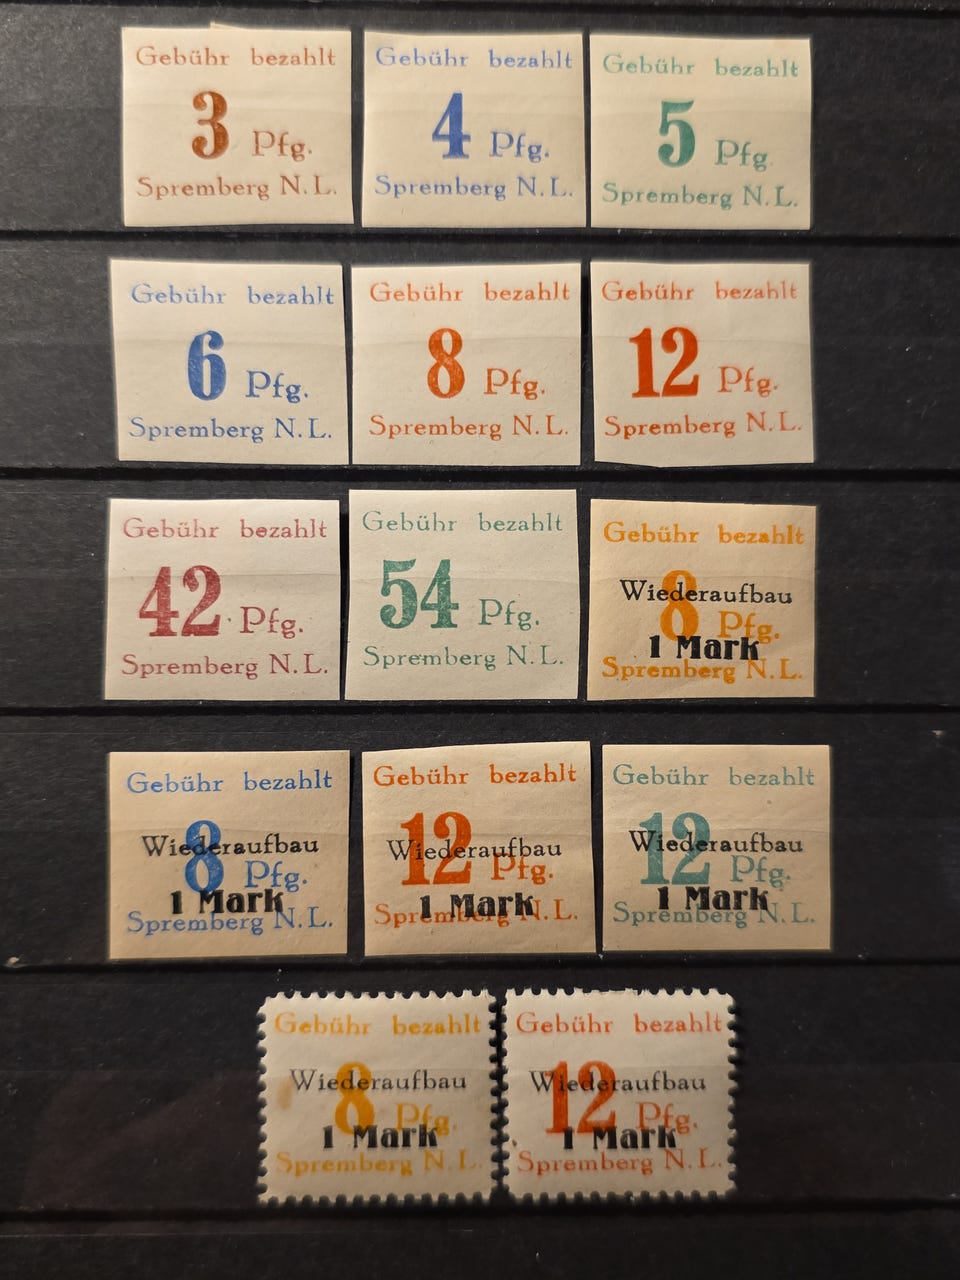 Gebühr bezahlt
3 Pfg.
Spremberg N.L.
Gebühr bezahlt
4 Pfg.
Spremberg N.L.
Gebühr bezahlt
5 Pfg
Spremberg N.L.
Gebühr bezahlt
6 Pfg.
Spremberg N.L.
Gebühr bezahlt
8 Pfg.
Spremberg N.L.
Gebühr bezahlt
12 Pfg.
Spremberg N.L.
Gebühr bezahlt
42 Pfg.
Spremberg N.L.
Gebühr bezahlt
54 Pfg.
Spremberg N.L.
Gebühr bezahlt
Wiederaufbau
8 Pfg.
1 Mark
Spremberg N.L.
Gebühr bezahlt
Wiederaufbau
8 Pfg.
1 Mark
Spremberg N.L.
Gebühr bezahlt
Wiederaufbau
12 Pfg.
1 Mark
Spremberg N.L.
Gebühr bezahlt
Wiederaufbau
12 Pfg.
1 Mark
Spremberg N.L.
Gebühr bezahlt
Wiederaufbau
8 Pfg.
1 Mark
Spremberg N.L.
Gebühr bezahlt
Wiederaufbau
12 Pfg.
1 Mark
Spremberg N.L.